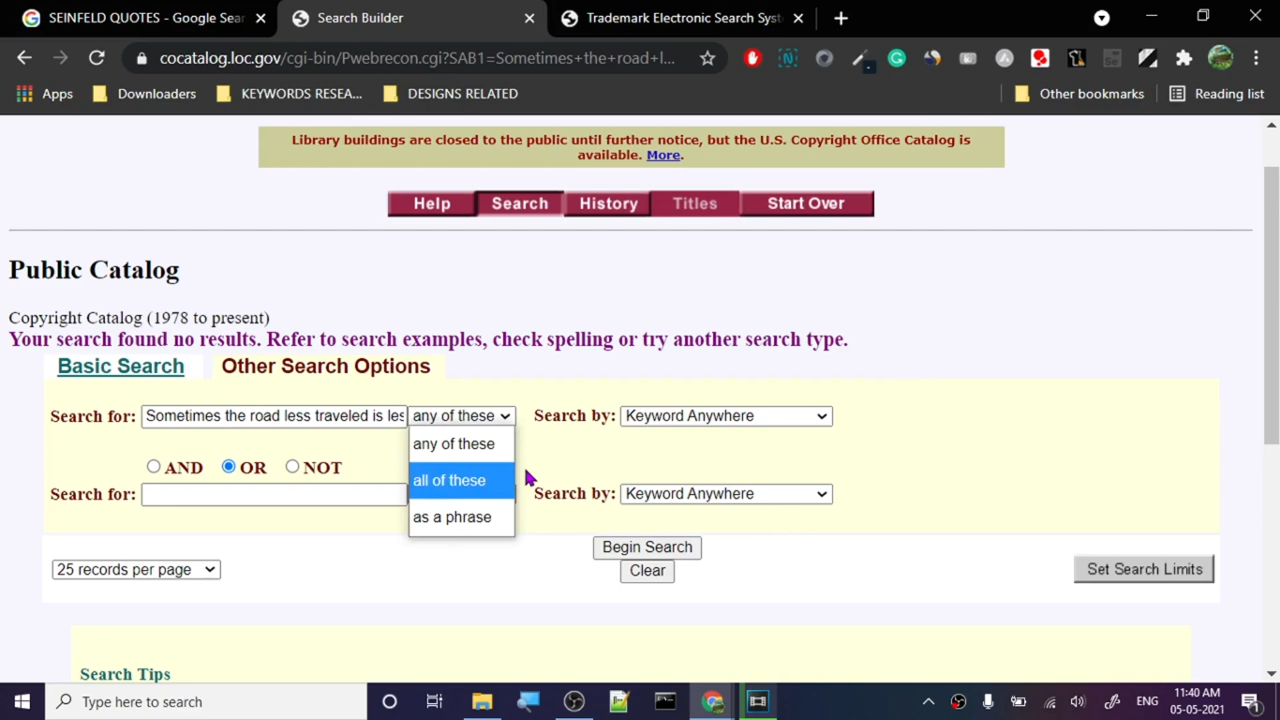 SEINFELD QUOTES - Google Sear
Search Builder
Trademark Electronic Search Syst
cocatalog.loc.gov/cgi-bin/Pwebrecon.cgi?SAB1=Sometimes+the+road+l...
Apps
Downloaders
KEYWORDS RESEA...
DESIGNS RELATED
Other bookmarks
Reading list
Library buildings are closed to the public until further notice, but the U.S. Copyright Office Catalog is
available. More.
Help Search History Titles Start Over
Public Catalog
Copyright Catalog (1978 to present)
Your search found no results. Refer to search examples, check spelling or try another search type.
Basic Search
Other Search Options
Search for: Sometimes the road less traveled is les any of these Search by: Keyword Anywhere
any of these
AND OR NOT
all of these
Search for: Search by: Keyword Anywhere
as a phrase
Begin Search
25 records per page
Clear
Set Search Limits
Search Tips
Type here to search
ENG
11:40 AM
05-05-2021
1